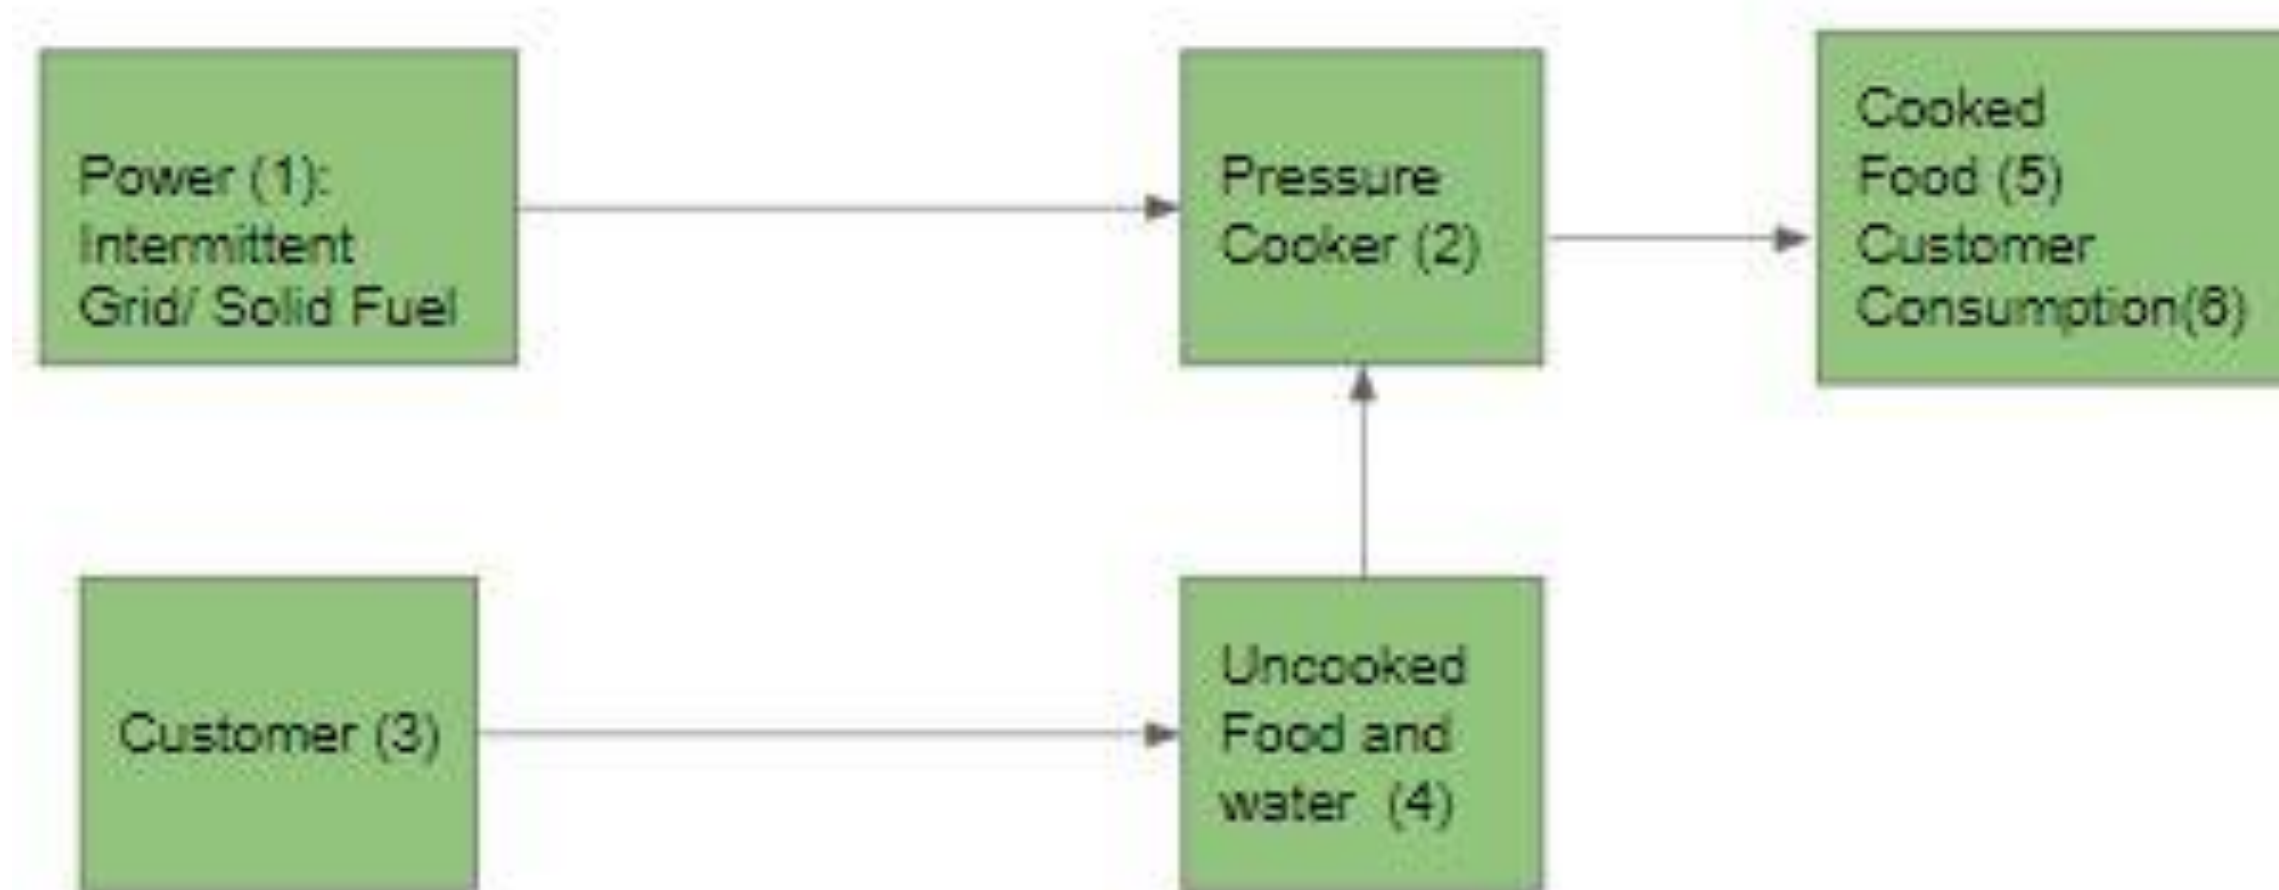 Power (1):
Intermittent
Grid/ Solid Fuel
Pressure
Cooker (2)
Cooked
Food (5)
Customer
Consumption(6)
Customer (3)
Uncooked
Food and
water (4)